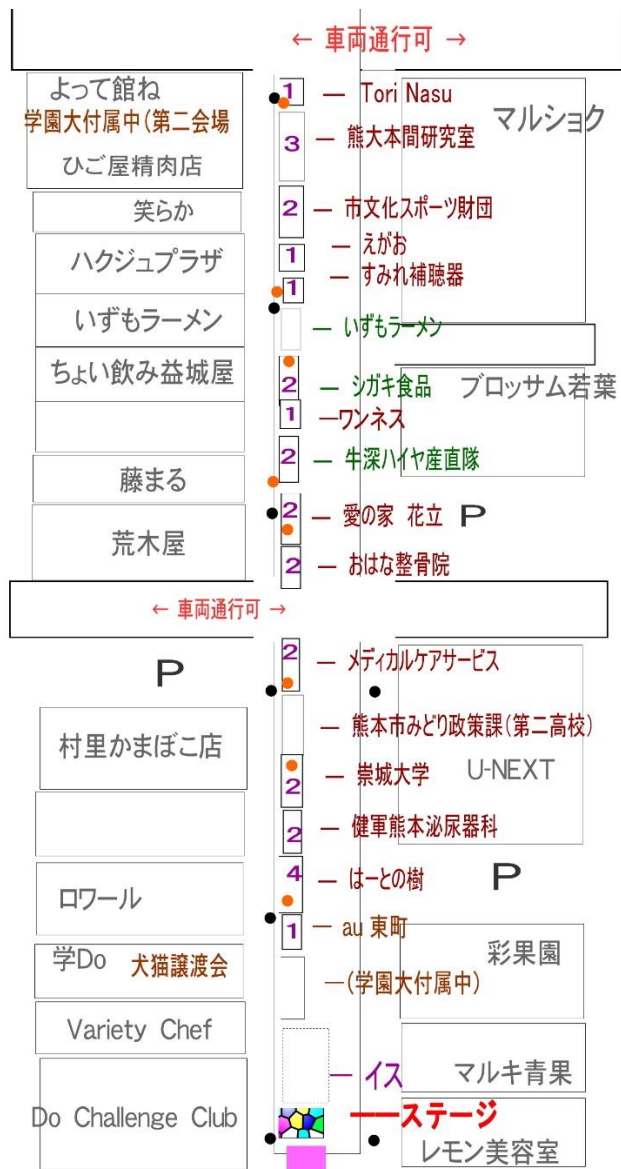 ← 車両通行可 →
よって館ね
学園大付属中(第二会場
ひご屋精肉店
1
― Tori Nasu
マルショク
3
― 熊大本間研究室
笑らか
2
― 市文化スポーツ財団
ハクジュプラザ
1
― えがお
1
― すみれ補聴器
いずもラーメン
― いずもラーメン
ちょい飲み益城屋
2
― シガキ食品
ブロッサム若葉
1
―ワンネス
藤まる
2
― 牛深ハイヤ産直隊
荒木屋
2
― 愛の家 花立
P
2
― おはな整骨院
← 車両通行可 →
P
2
― メディカルケアサービス
村里かまぼこ店
― 熊本市みどり政策課(第二高校)
2
― 崇城大学
U-NEXT
2
― 健軍熊本泌尿器科
ロワール
4
― はーとの樹
P
1
― au 東町
彩果園
学Do 犬猫譲渡会
―(学園大付属中)
Variety Chef
― イス
マルキ青果
Do Challenge Club
――ステージ
レモン美容室